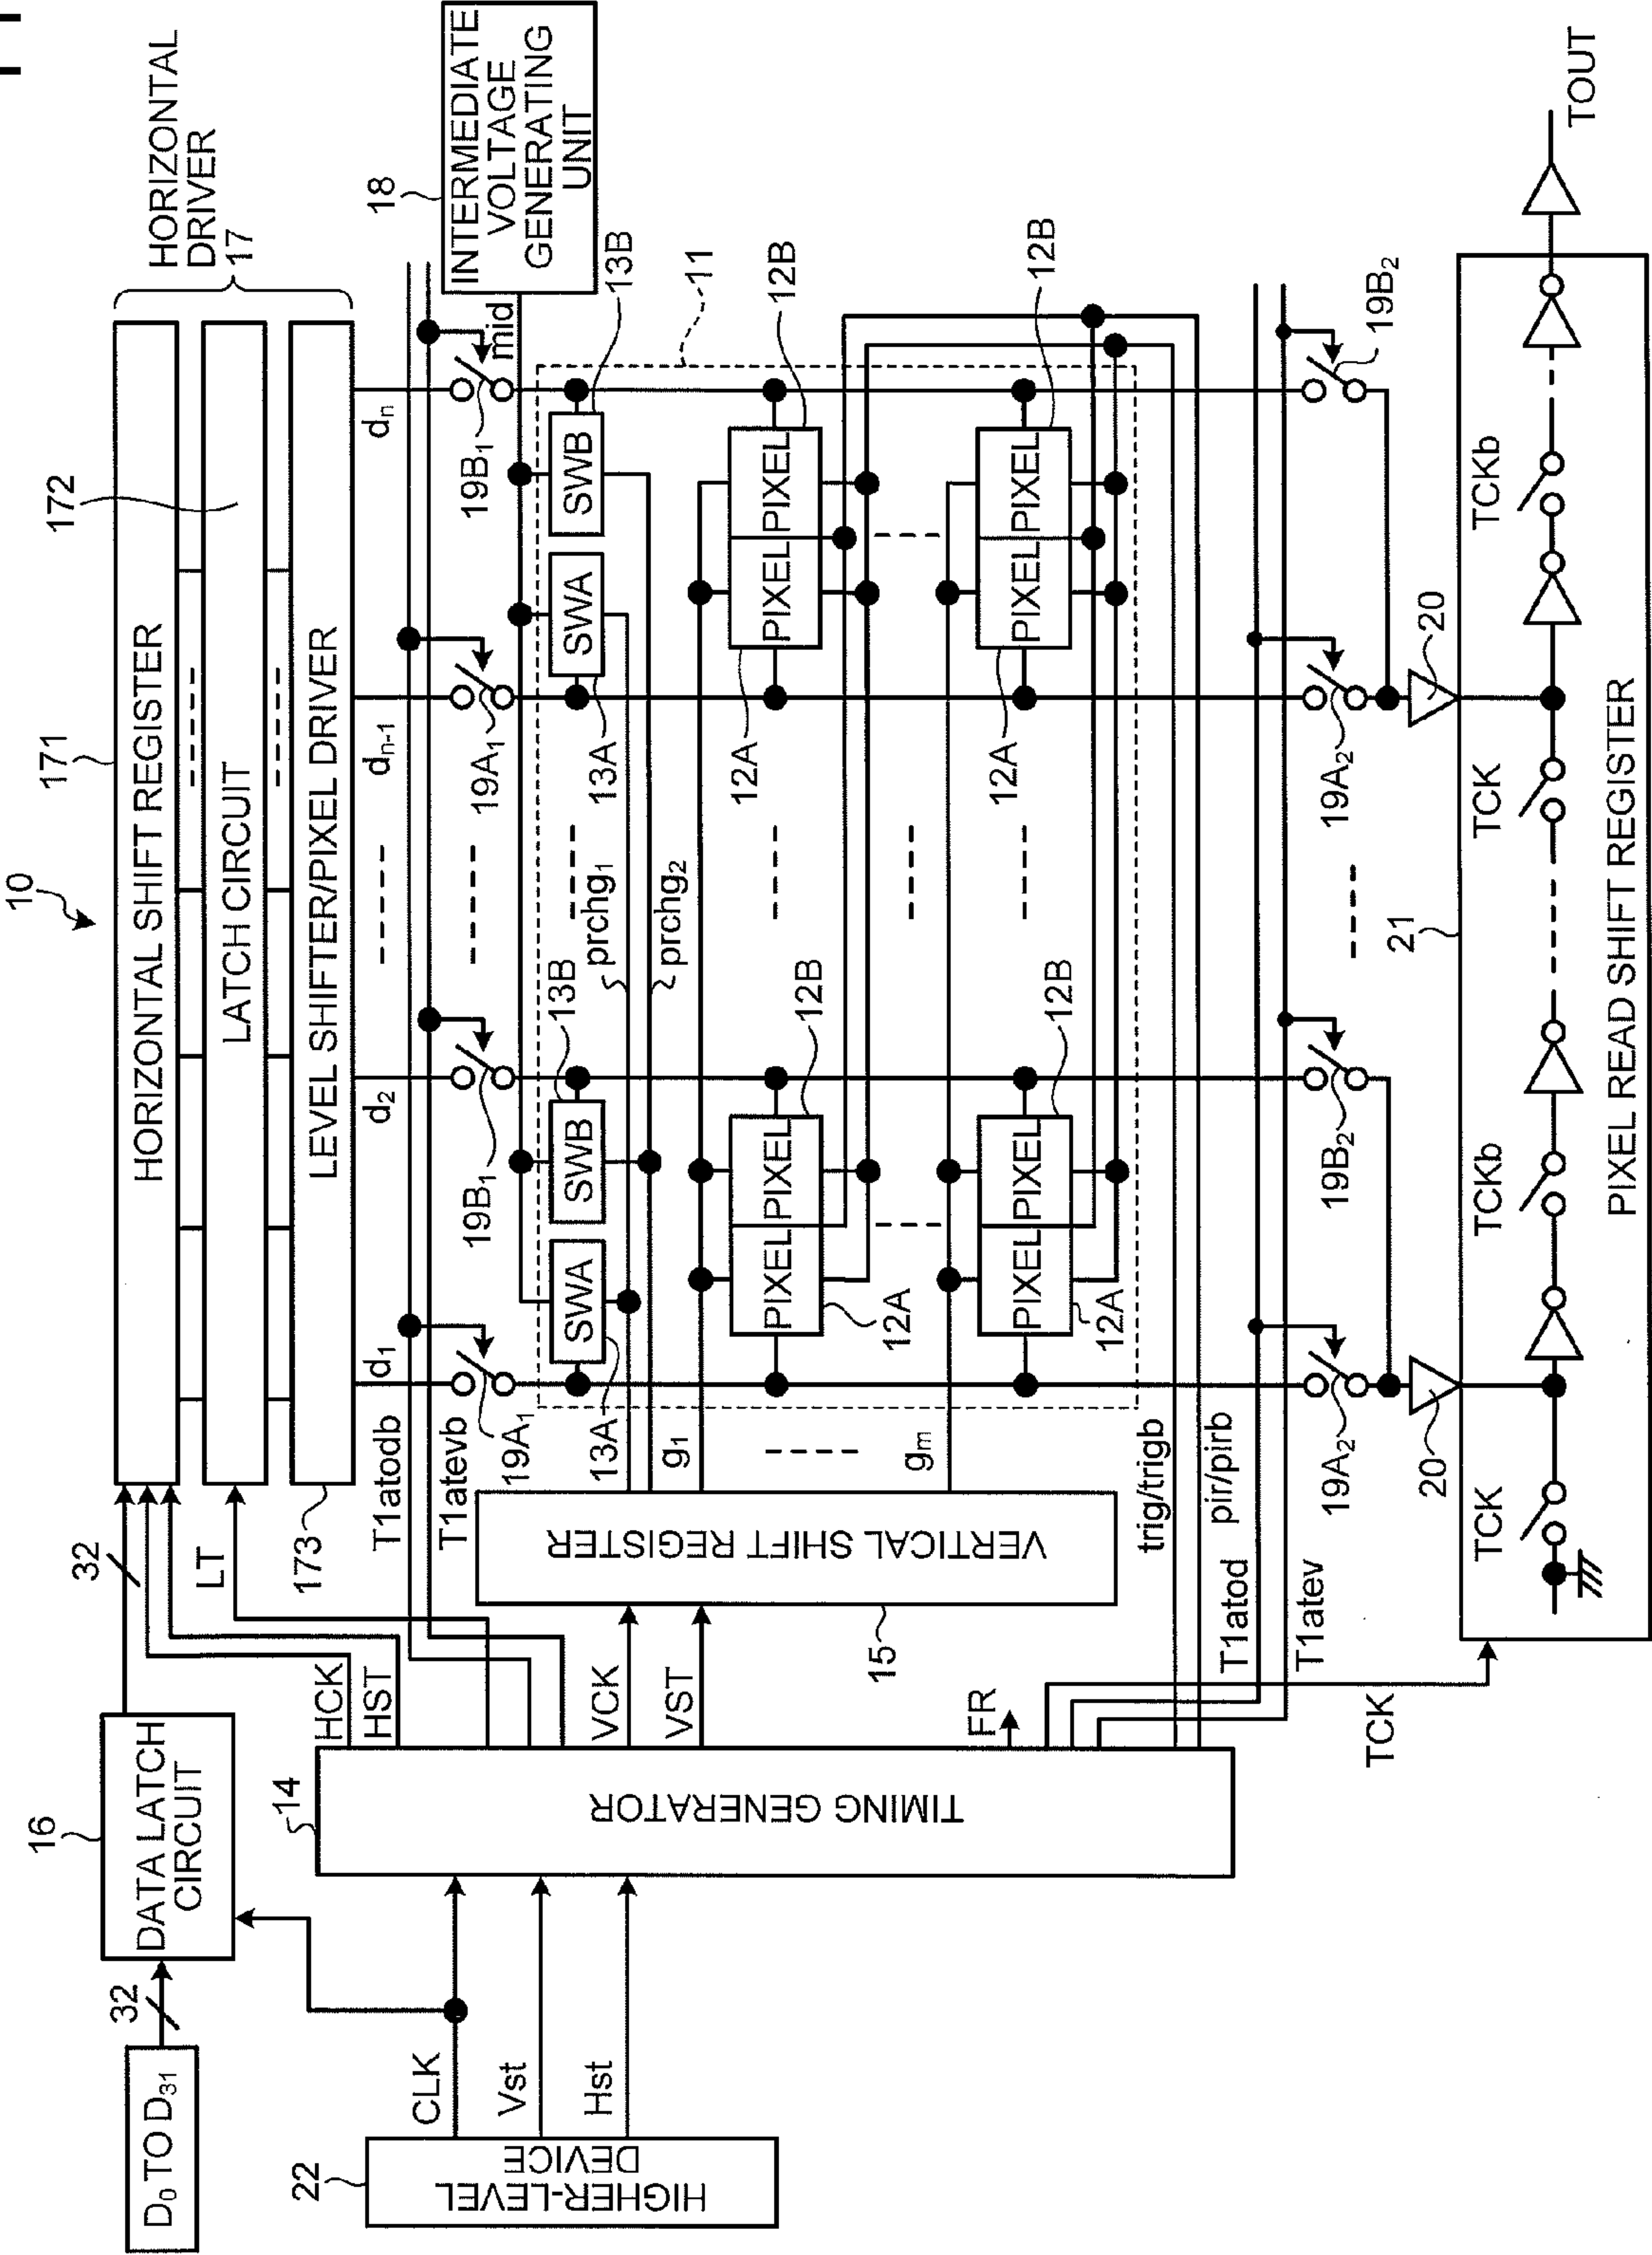 10
171
172
HORIZONTAL
DRIVER
17
HORIZONTAL SHIFT REGISTER
LATCH CIRCUIT
LEVEL SHIFTER/PIXEL DRIVER
173
16
DATA LATCH
CIRCUIT
32
32
D0 TO D31
LT
HCK
HST
T1atodb
T1atevb
d1
d2
dn-1
dn
19A1
19B1
19A1
19B1
mid
18
INTERMEDIATE
VOLTAGE
GENERATING
UNIT
22
HIGHER-LEVEL
DEVICE
CLK
Vst
Hst
14
TIMING GENERATOR
VCK
VST
15
VERTICAL SHIFT REGISTER
13A
SWA
SWB
13B
prchg1
prchg2
SWA
13A
SWB
13B
11
g1
PIXEL
PIXEL
12A
12B
PIXEL
PIXEL
12A
12B
gm
PIXEL
PIXEL
12A
12B
PIXEL
PIXEL
12A
12B
trig/trigb
pir/pirb
FR
T1atod
T1atev
TCK
19A2
19B2
19A2
19B2
20
20
21
TCK
TCKb
TCK
TCKb
TOUT
PIXEL READ SHIFT REGISTER